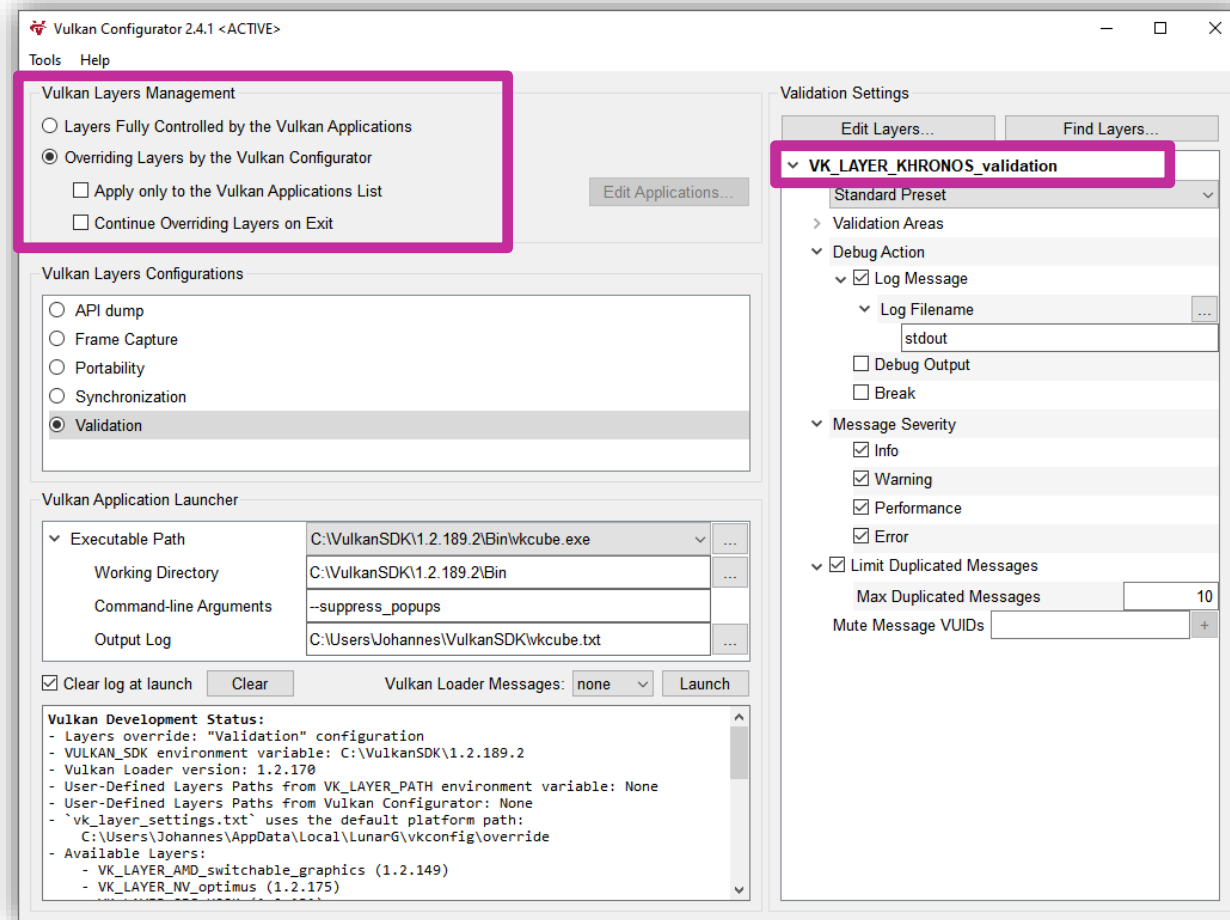 Vulkan Configurator 2.4.1 <ACTIVE>
Tools Help
Vulkan Layers Management
Layers Fully Controlled by the Vulkan Applications
Overriding Layers by the Vulkan Configurator
Apply only to the Vulkan Applications List
Edit Applications...
Continue Overriding Layers on Exit
Vulkan Layers Configurations
API dump
Frame Capture
Portability
Synchronization
Validation
Vulkan Application Launcher
Executable Path C:\VulkanSDK\1.2.189.2\Bin\vkcube.exe ...
Working Directory C:\VulkanSDK\1.2.189.2\Bin ...
Command-line Arguments --suppress_popups
Output Log C:\Users\Johannes\VulkanSDK\vkcube.txt ...
Clear log at launch Clear Vulkan Loader Messages: none Launch
Vulkan Development Status:
- Layers override: "Validation" configuration
- VULKAN_SDK environment variable: C:\VulkanSDK\1.2.189.2
- Vulkan Loader version: 1.2.170
- User-Defined Layers Paths from VK_LAYER_PATH environment variable: None
- User-Defined Layers Paths from Vulkan Configurator: None
- `vk_layer_settings.txt` uses the default platform path:
C:\Users\Johannes\AppData\Local\LunarG\vkconfig\override
- Available Layers:
- VK_LAYER_AMD_switchable_graphics (1.2.149)
- VK_LAYER_NV_optimus (1.2.175)
Validation Settings
Edit Layers... Find Layers...
VK_LAYER_KHRONOS_validation
Standard Preset
Validation Areas
Debug Action
Log Message
Log Filename ...
stdout
Debug Output
Break
Message Severity
Info
Warning
Performance
Error
Limit Duplicated Messages
Max Duplicated Messages 10
Mute Message VUIDs +